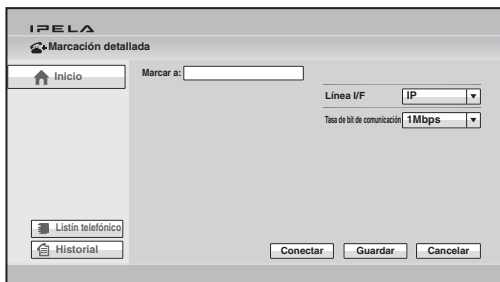 IPELA
Marcación detallada
Inicio
Marcar a:
Línea I/F
IP
Tasa de bit de comunicación
1Mbps
Listín telefónico
Historial
Conectar
Guardar
Cancelar